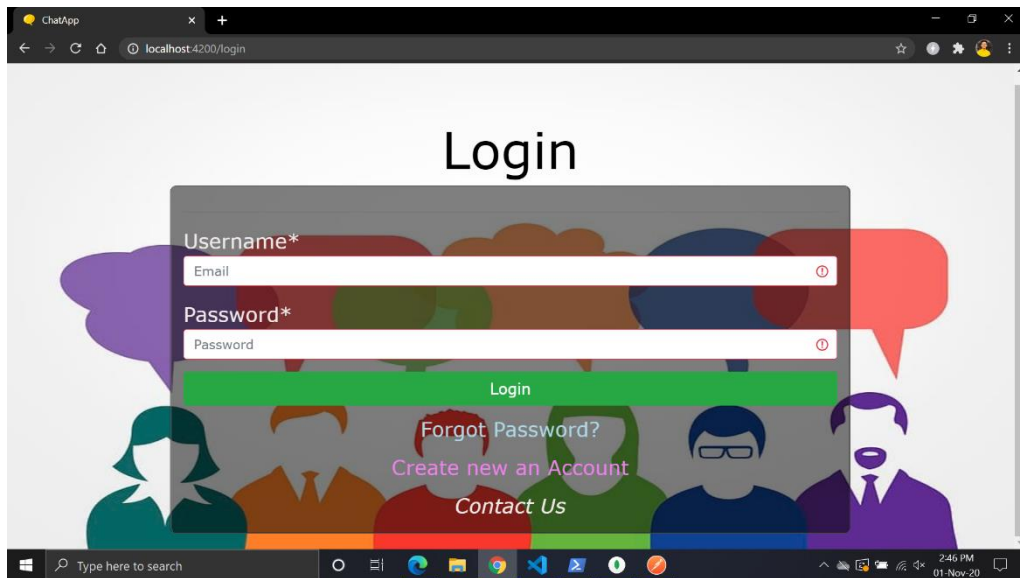 ChatApp
localhost:4200/login
Login
Username*
Email
Password*
Password
Login
Forgot Password?
Create new an Account
Contact Us
Type here to search
2:46 PM
01-Nov-20